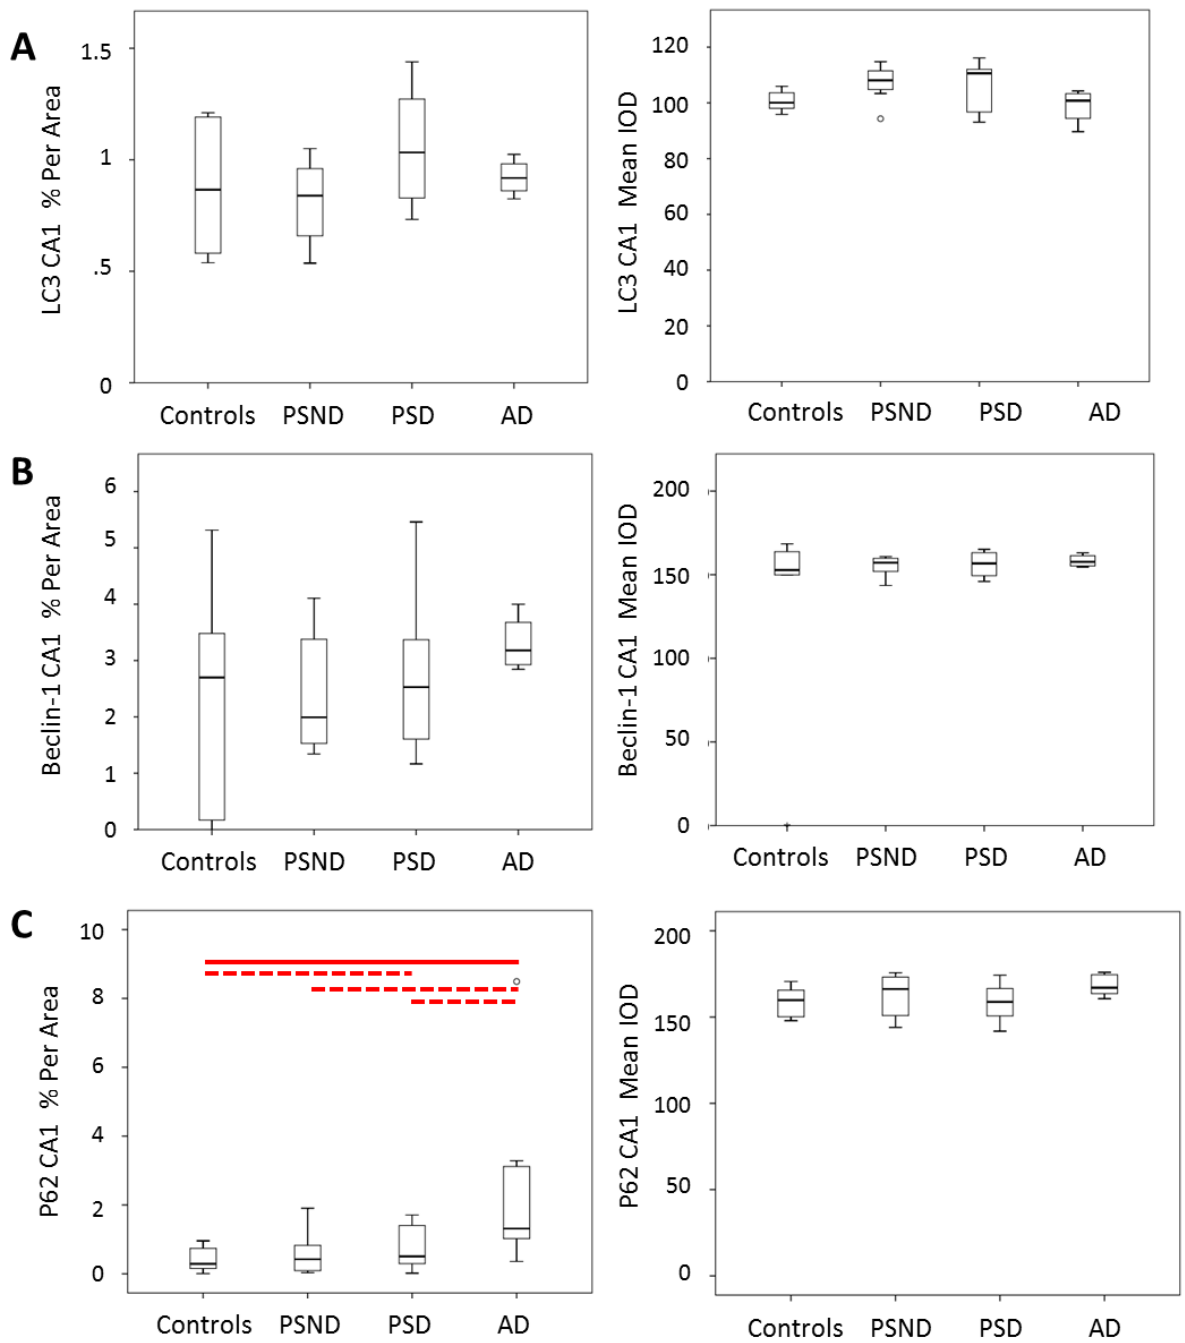 A
LC3 CA1 % Per Area
1.5
1
.5
0
Controls PSND PSD AD
LC3 CA1 Mean IOD
120
100
80
60
40
20
0
Controls PSND PSD AD
B
Beclin-1 CA1 % Per Area
6
5
4
3
2
1
0
Controls PSND PSD AD
Beclin-1 CA1 Mean IOD
200
150
100
50
0
Controls PSND PSD AD
C
P62 CA1 % Per Area
10
8
6
4
2
0
Controls PSND PSD AD
P62 CA1 Mean IOD
200
150
100
50
0
Controls PSND PSD AD